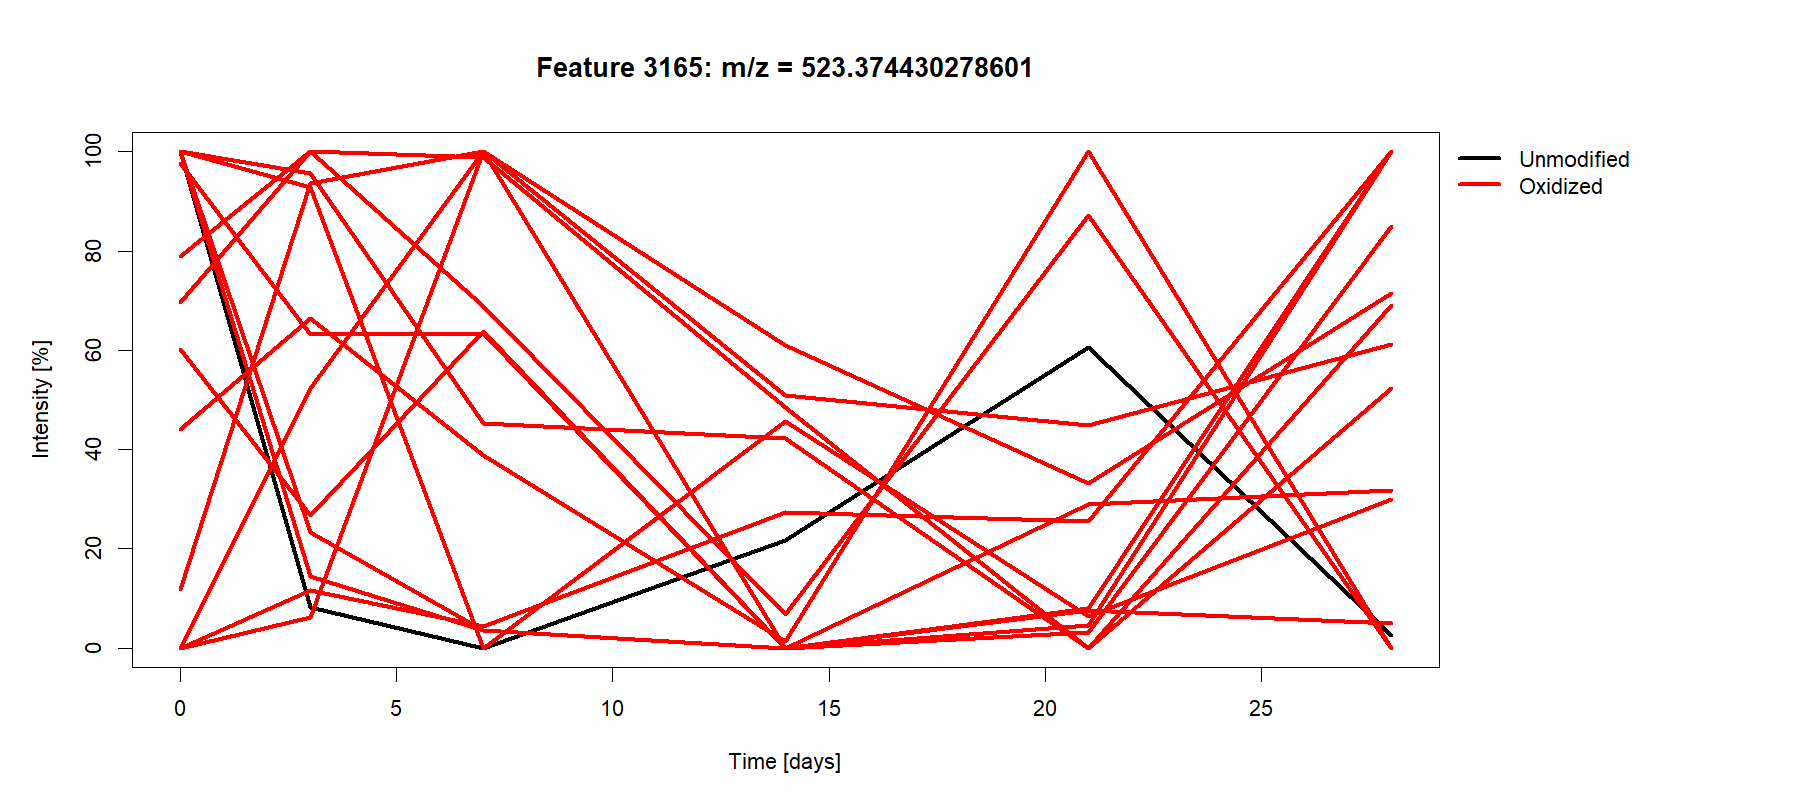 Feature 3165: m/z = 523.374430278601
Unmodified
Oxidized
Intensity [%]
100
80
60
40
20
0
0 5 10 15 20 25
Time [days]